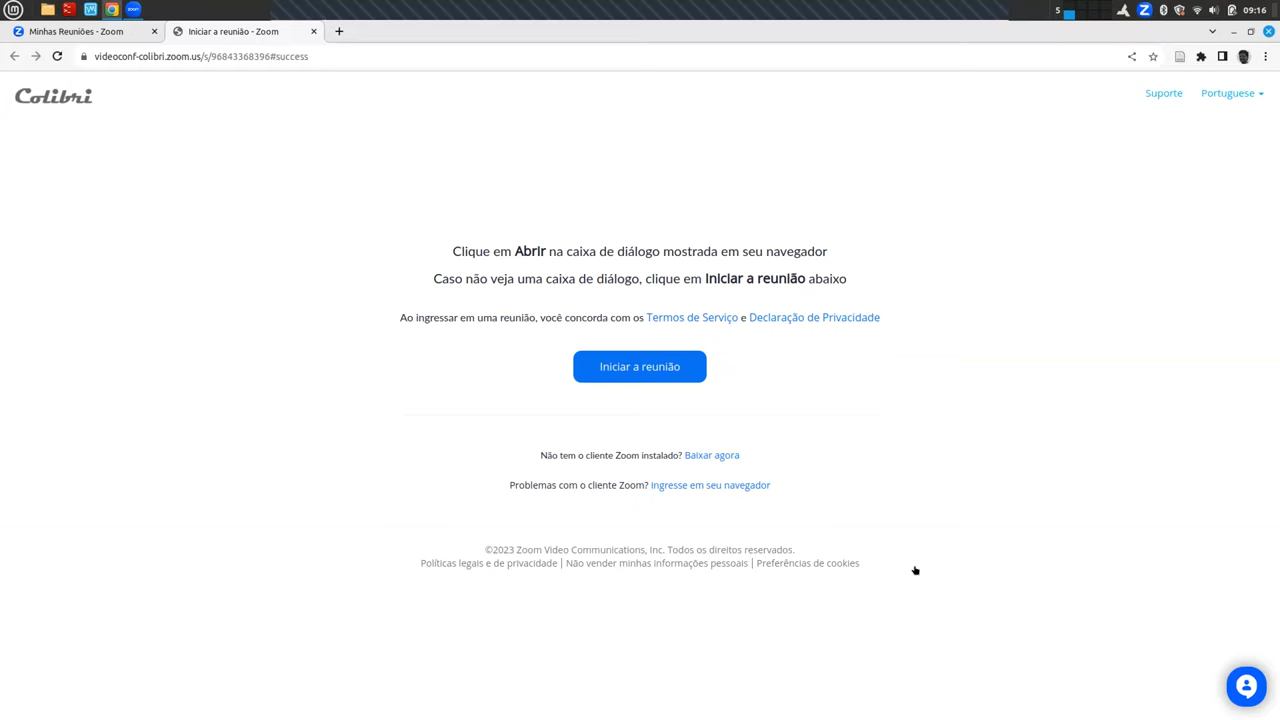 5
09:16
Minhas Reuniões - Zoom
Iniciar a reunião - Zoom
videoconf-colibri.zoom.us/s/96843368396#success
Colibri
Suporte
Portuguese
Clique em Abrir na caixa de diálogo mostrada em seu navegador
Caso não veja uma caixa de diálogo, clique em Iniciar a reunião abaixo
Ao ingressar em uma reunião, você concorda com os Termos de Serviço e Declaração de Privacidade
Iniciar a reunião
Não tem o cliente Zoom instalado? Baixar agora
Problemas com o cliente Zoom? Ingresse em seu navegador
©2023 Zoom Video Communications, Inc. Todos os direitos reservados.
Políticas legais e de privacidade | Não vender minhas informações pessoais | Preferências de cookies